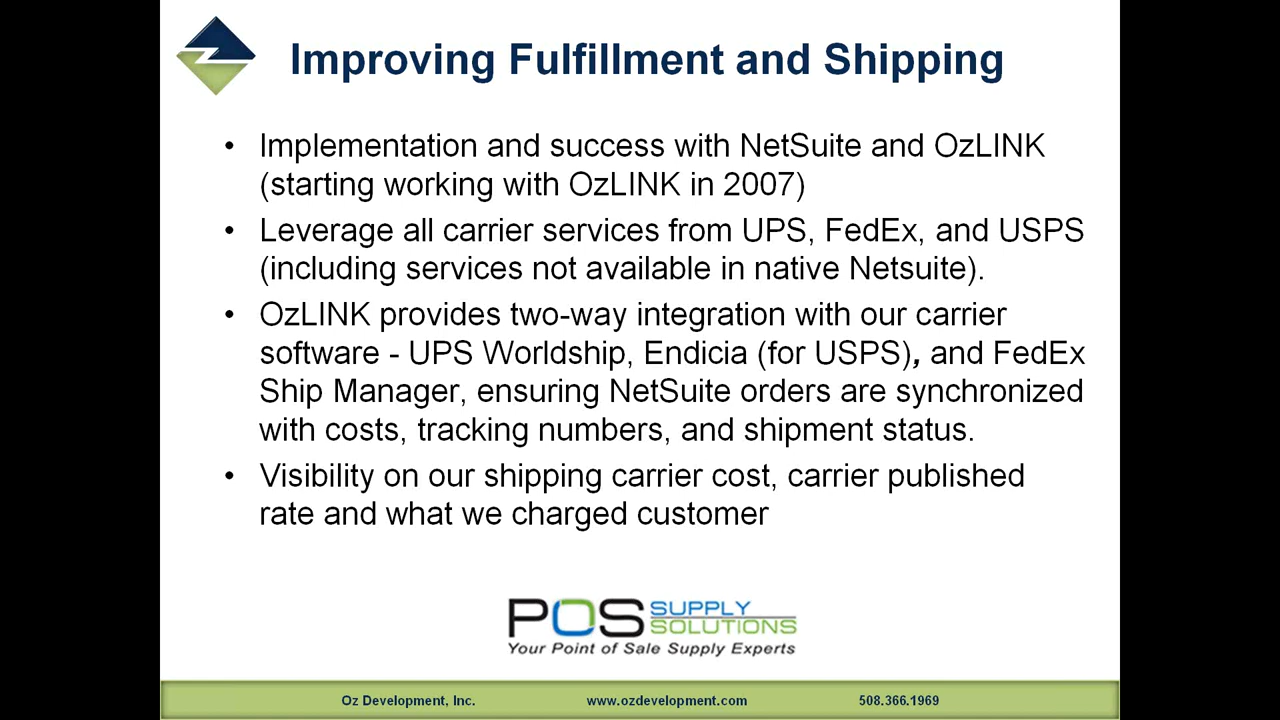 Improving Fulfillment and Shipping
• Implementation and success with NetSuite and OzLINK
(starting working with OzLINK in 2007)
• Leverage all carrier services from UPS, FedEx, and USPS
(including services not available in native Netsuite).
• OzLINK provides two-way integration with our carrier
software - UPS Worldship, Endicia (for USPS), and FedEx
Ship Manager, ensuring NetSuite orders are synchronized
with costs, tracking numbers, and shipment status.
• Visibility on our shipping carrier cost, carrier published
rate and what we charged customer
POS SUPPLY
SOLUTIONS
Your Point of Sale Supply Experts
Oz Development, Inc. www.ozdevelopment.com 508.366.1969